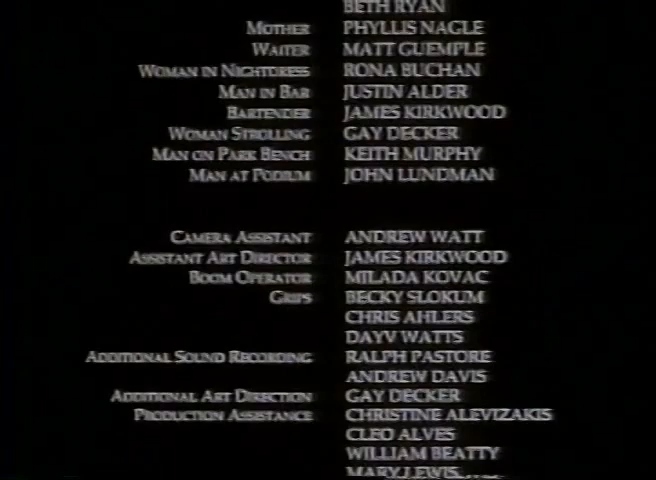 BETH RYAN
MOTHER PHYLLIS NAGLE
WAITER MATT GUEMPLE
WOMAN IN NIGHTDRESS RONA BUCHAN
MAN IN BAR JUSTIN ALDER
BARTENDER JAMES KIRKWOOD
WOMAN STROLLING GAY DECKER
MAN ON PARK BENCH KEITH MURPHY
MAN AT PODIUM JOHN LUNDMAN
CAMERA ASSISTANT ANDREW WATT
ASSISTANT ART DIRECTOR JAMES KIRKWOOD
BOOM OPERATOR MILADA KOVAC
GRIPS BECKY SLOKUM
CHRIS AHLERS
DAYV WATTS
ADDITIONAL SOUND RECORDING RALPH PASTORE
ANDREW DAVIS
ADDITIONAL ART DIRECTION GAY DECKER
PRODUCTION ASSISTANCE CHRISTINE ALEVIZAKIS
CLEO ALVES
WILLIAM BEATTY
MARY LEWIS